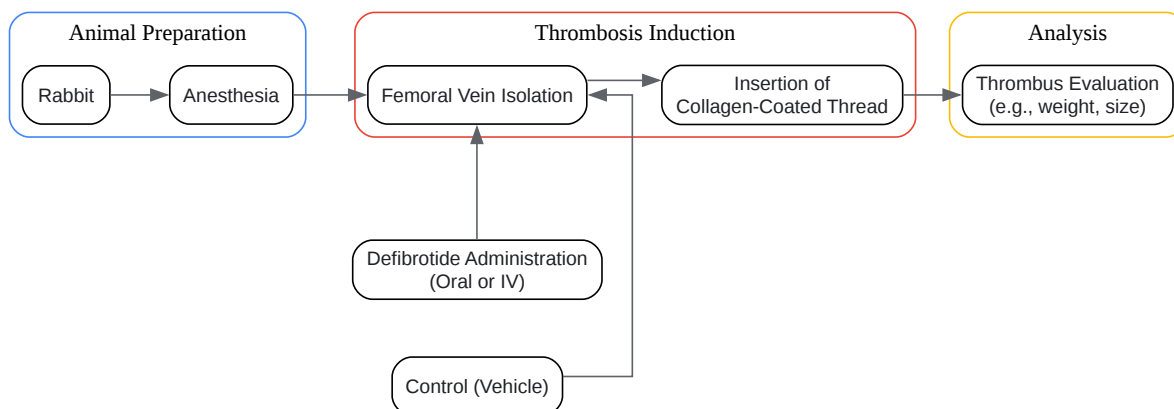 Animal Preparation
Thrombosis Induction
Analysis
Rabbit
Anesthesia
Femoral Vein Isolation
Insertion of
Collagen-Coated Thread
Thrombus Evaluation
(e.g., weight, size)
Defibrotide Administration
(Oral or IV)
Control (Vehicle)